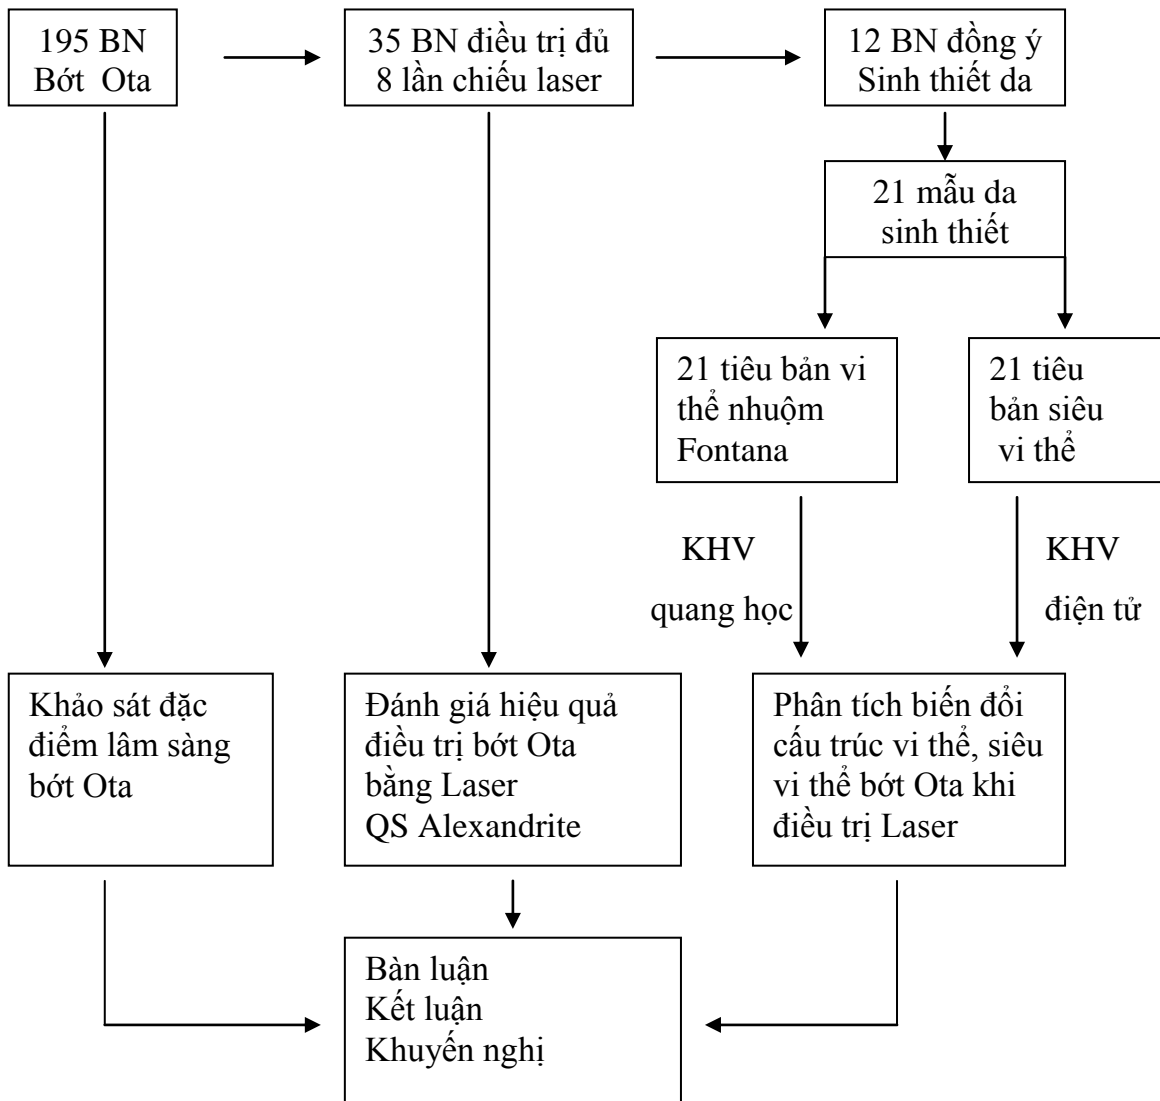 195 BN
Bớt Ota
35 BN điều trị đủ
8 lần chiếu laser
12 BN đồng ý
Sinh thiết da
21 mẫu da
sinh thiết
21 tiêu bản vi
thể nhuộm
Fontana
21 tiêu
bản siêu
vi thể
KHV
quang học
KHV
điện tử
Khảo sát đặc
điểm lâm sàng
bớt Ota
Đánh giá hiệu quả
điều trị bớt Ota
bằng Laser
QS Alexandrite
Phân tích biến đổi
cấu trúc vi thể, siêu
vi thể bớt Ota khi
điều trị Laser
Bàn luận
Kết luận
Khuyến nghị